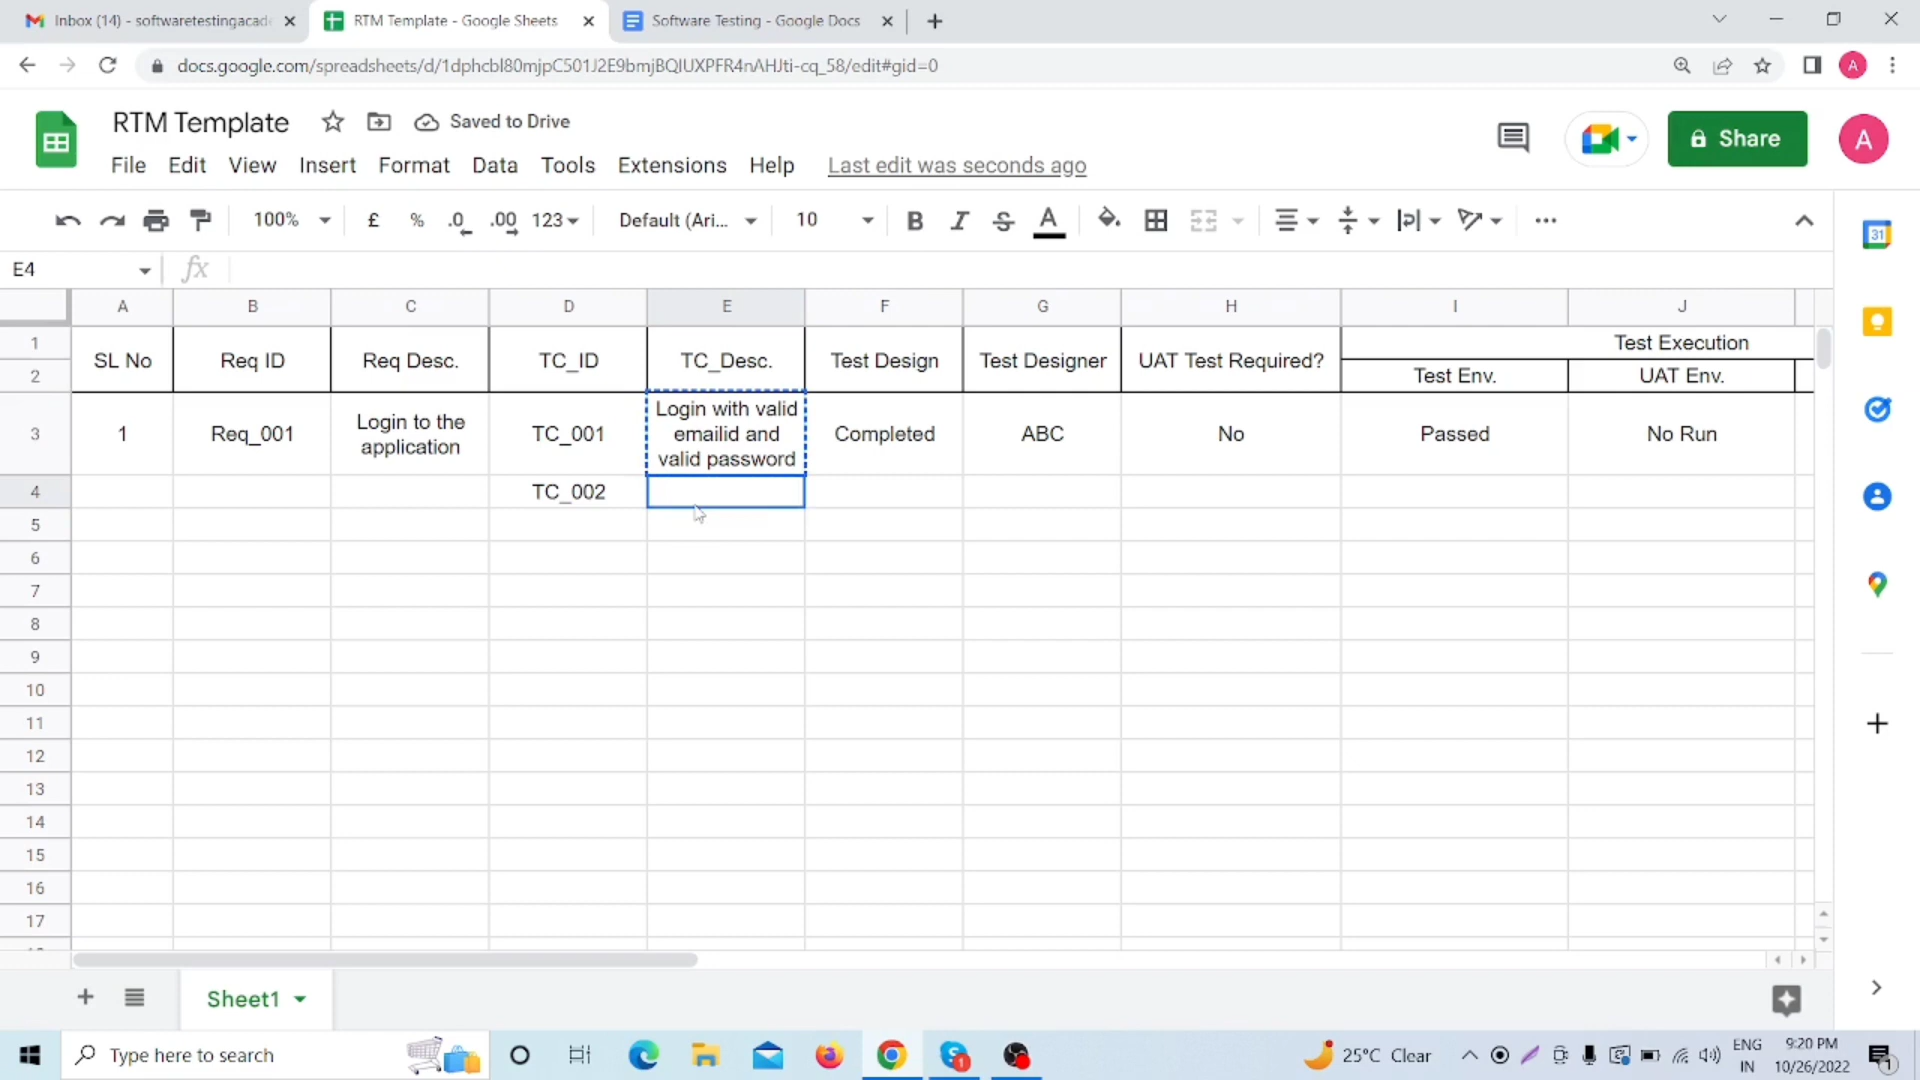 Inbox (14) - softwaretestingacade
RTM Template - Google Sheets
Software Testing - Google Docs
docs.google.com/spreadsheets/d/1dphcbl80mjpC501J2E9bmjBQIUXPFR4nAHJti-cq_58/edit#gid=0
A
RTM Template
Saved to Drive
File Edit View Insert Format Data Tools Extensions Help Last edit was seconds ago
Share
A
100% £ % .0 .00 123 Default (Ari... 10 B I S A
31
E4 fx
A B C D E F G H I J
1 Test Execution
SL No Req ID Req Desc. TC_ID TC_Desc. Test Design Test Designer UAT Test Required?
2 Test Env. UAT Env.
3 1 Req_001 Login to the application TC_001 Login with valid emailid and valid password Completed ABC No Passed No Run
4 TC_002
5
6
7
8
9
10
11
12
13
14
15
16
17
Sheet1
Type here to search
1
25°C Clear
ENG
IN
9:20 PM
10/26/2022
1